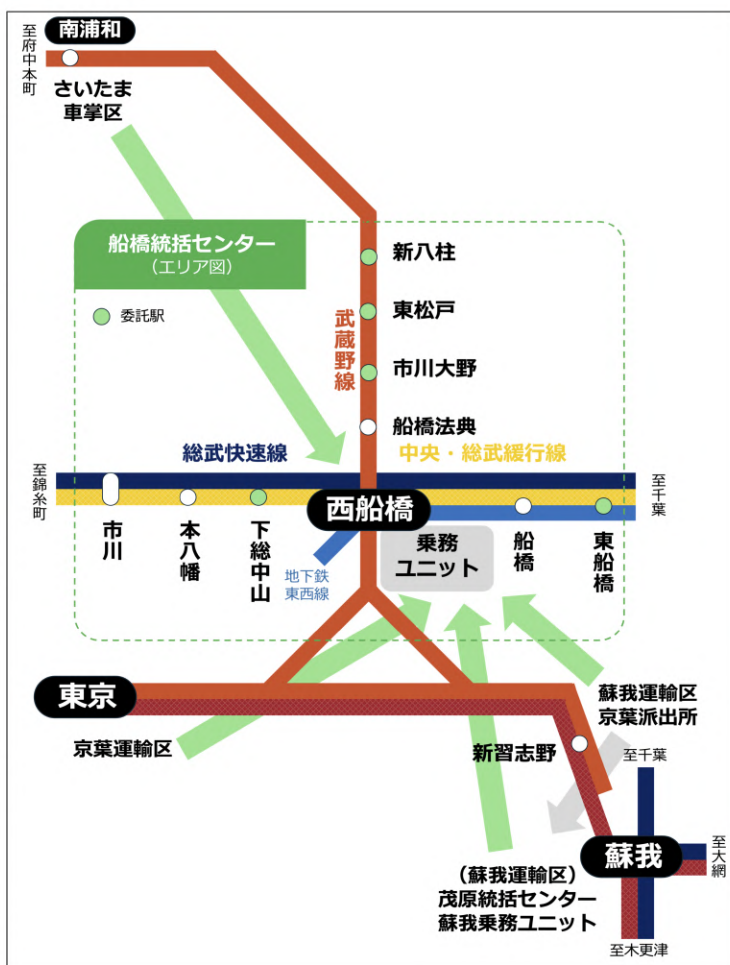 南浦和
至府中本町
さいたま
車掌区
船橋統括センター
（エリア図）
委託駅
新八柱
東松戸
武蔵野線
市川大野
船橋法典
総武快速線
中央・総武緩行線
至錦糸町
至千葉
西船橋
市川
本八幡
下総中山
地下鉄
東西線
乗務
ユニット
船橋
東船橋
東京
京葉運輸区
蘇我運輸区
京葉派出所
新習志野
至千葉
蘇我
至大網
（蘇我運輸区）
茂原統括センター
蘇我乗務ユニット
至木更津